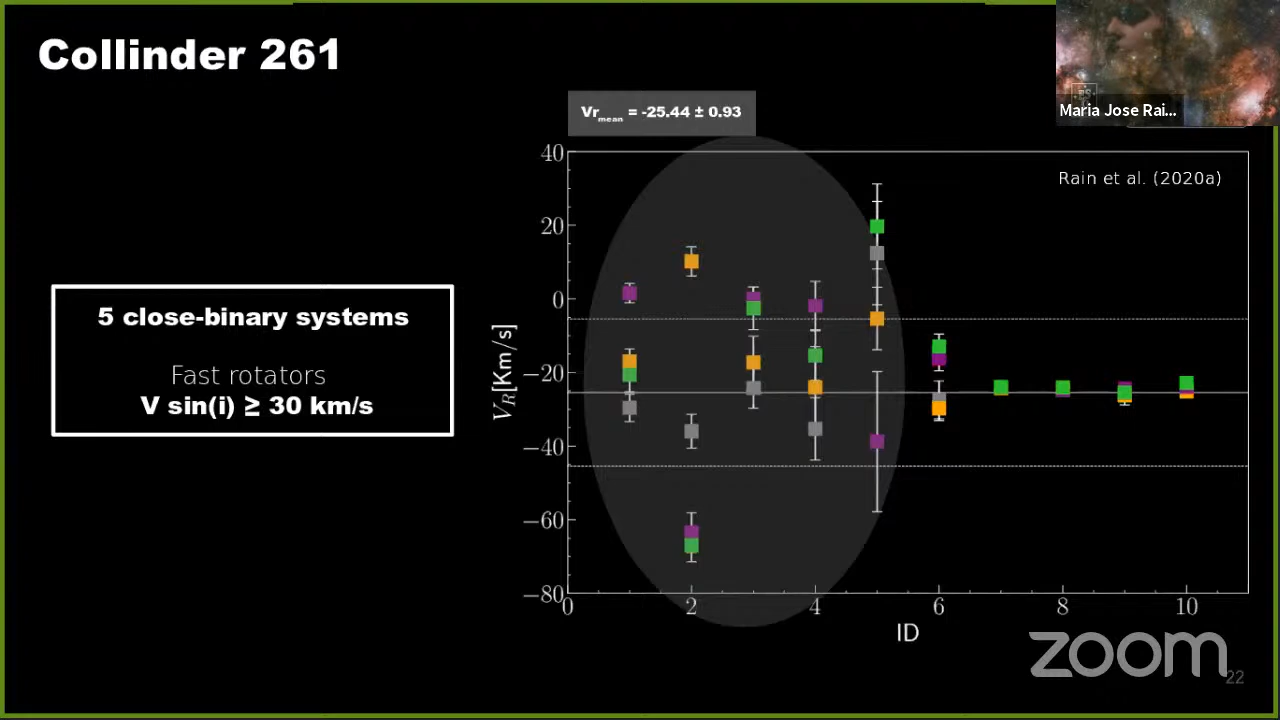 Collinder 261
Maria Jose Rai...
Vr mean = -25.44 ± 0.93
Rain et al. (2020a)
5 close-binary systems
Fast rotators
V sin(i) ≥ 30 km/s
V_R[Km/s]
40
20
0
−20
−40
−60
−80
0 2 4 6 8 10
ID
zoom
22